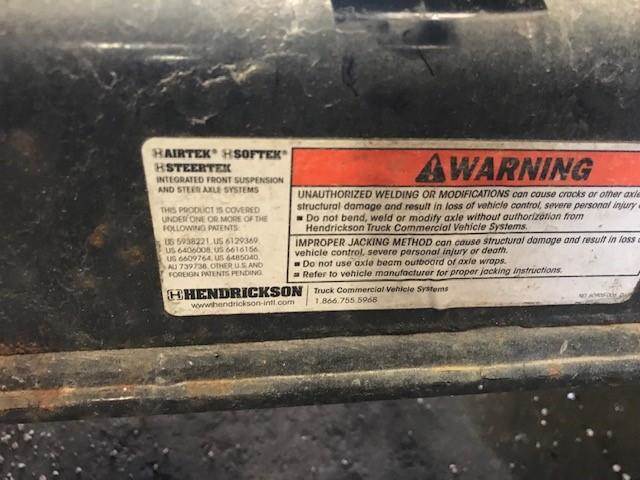 AIRTEK® SOFTEK®
STEERTEK
INTEGRATED FRONT SUSPENSION
AND STEER AXLE SYSTEMS
THIS PRODUCT IS COVERED
UNDER ONE OR MORE OF THE
FOLLOWING PATENTS:
US 5938221, US 6129369,
US 6406008, US 6616156,
US 6609764, US 6485040,
AU 739738, OTHER U.S. AND
FOREIGN PATENTS PENDING.
HENDRICKSON
www.hendrickson-intl.com
Truck Commercial Vehicle Systems
1.866.755.5968
WARNING
UNAUTHORIZED WELDING OR MODIFICATIONS can cause cracks or other axle
structural damage and result in loss of vehicle control, severe personal injury
■ Do not bend, weld or modify axle without authorization from
Hendrickson Truck Commercial Vehicle Systems.
IMPROPER JACKING METHOD can cause structural damage and result in loss
vehicle control, severe personal injury or death.
■ Do not use axle beam outboard of axle wraps.
■ Refer to vehicle manufacturer for proper jacking instructions.